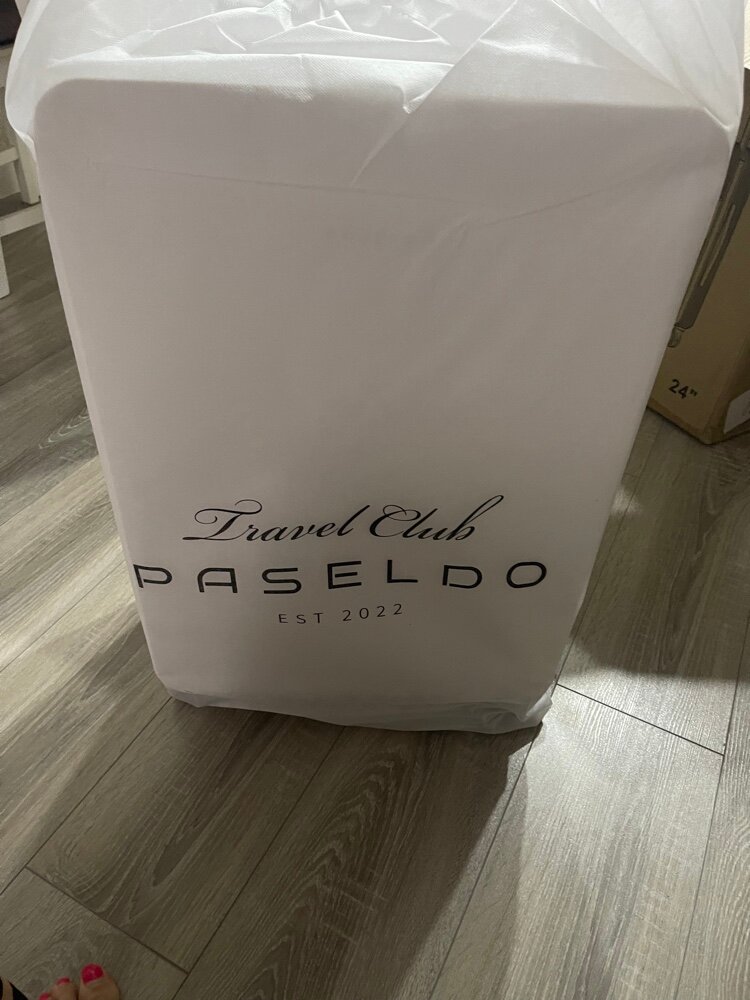 24"
Travel Club
PASELDO
EST 2022